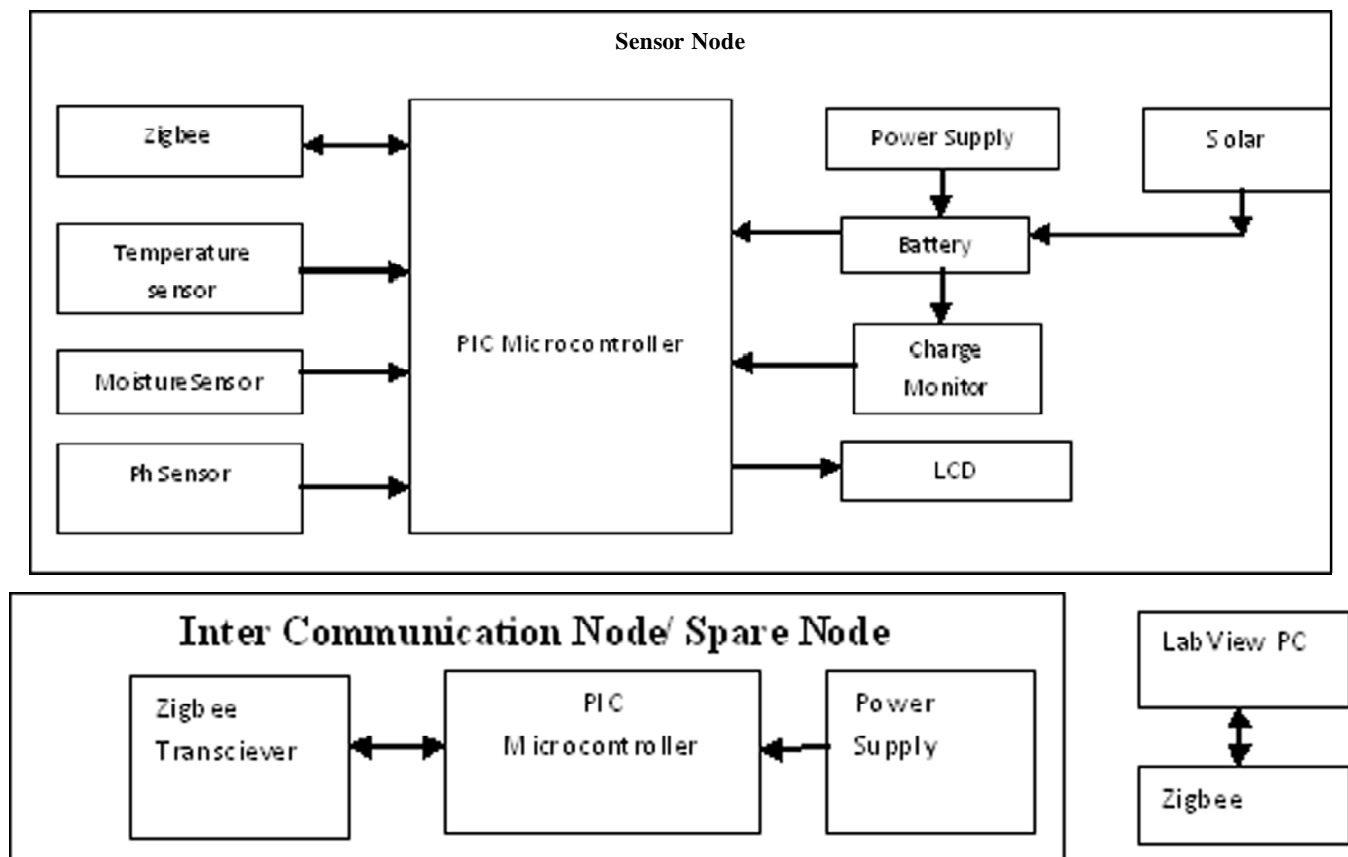 Sensor Node
Zigbee
Power Supply
Solar
Temperature
sensor
Battery
PIC Microcontroller
Charge
Monitor
MoistureSensor
Ph Sensor
LCD
Inter Communication Node/ Spare Node
Zigbee
Transciever
PIC
Microcontroller
Power
Supply
LabView PC
Zigbee